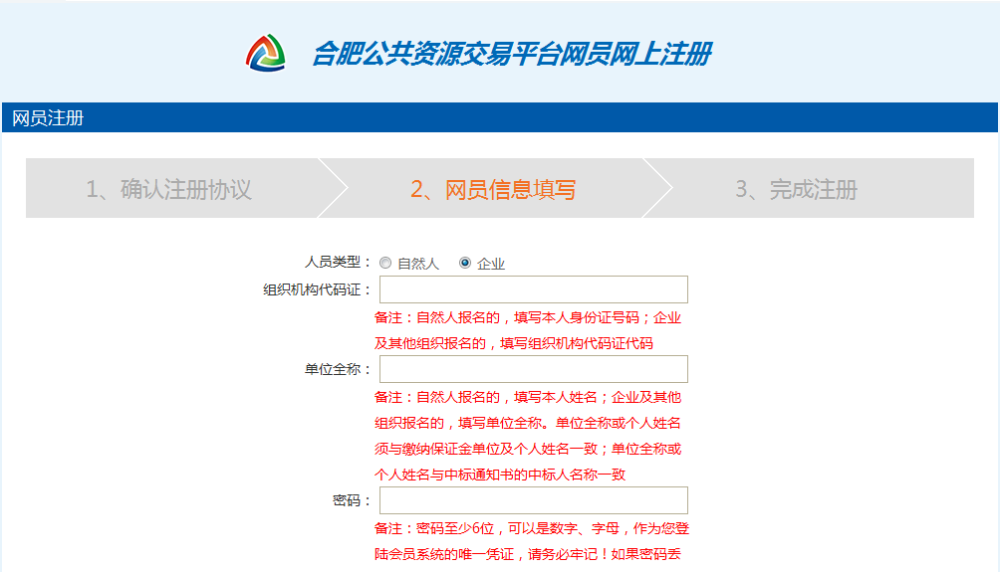 合肥公共资源交易平台网员网上注册
网员注册
1、确认注册协议 2、网员信息填写 3、完成注册
人员类型： 自然人 企业
组织机构代码证：
备注：自然人报名的，填写本人身份证号码；企业
及其他组织报名的，填写组织机构代码证代码
单位全称：
备注：自然人报名的，填写本人姓名；企业及其他
组织报名的，填写单位全称。单位全称或个人姓名
须与缴纳保证金单位及个人姓名一致；单位全称或
个人姓名与中标通知书的中标人名称一致
密码：
备注：密码至少6位，可以是数字、字母，作为您登
陆会员系统的唯一凭证，请务必牢记！如果密码丢